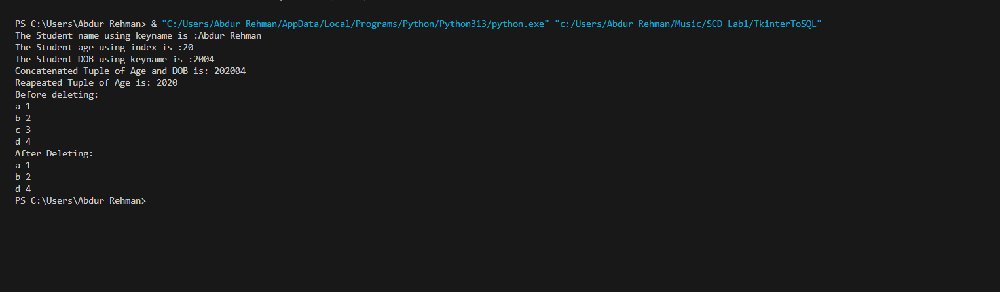 PS C:\Users\Abdur Rehman> & "C:/Users/Abdur Rehman/AppData/Local/Programs/Python/Python313/python.exe" "c:/Users/Abdur Rehman/Music/SCD Lab1/TkinterToSQL"
The Student name using keyname is :Abdur Rehman
The Student age using index is :20
The Student DOB using keyname is :2004
Concatenated Tuple of Age and DOB is: 202004
Reapeated Tuple of Age is: 2020
Before deleting:
a 1
b 2
c 3
d 4
After Deleting:
a 1
b 2
d 4
PS C:\Users\Abdur Rehman>